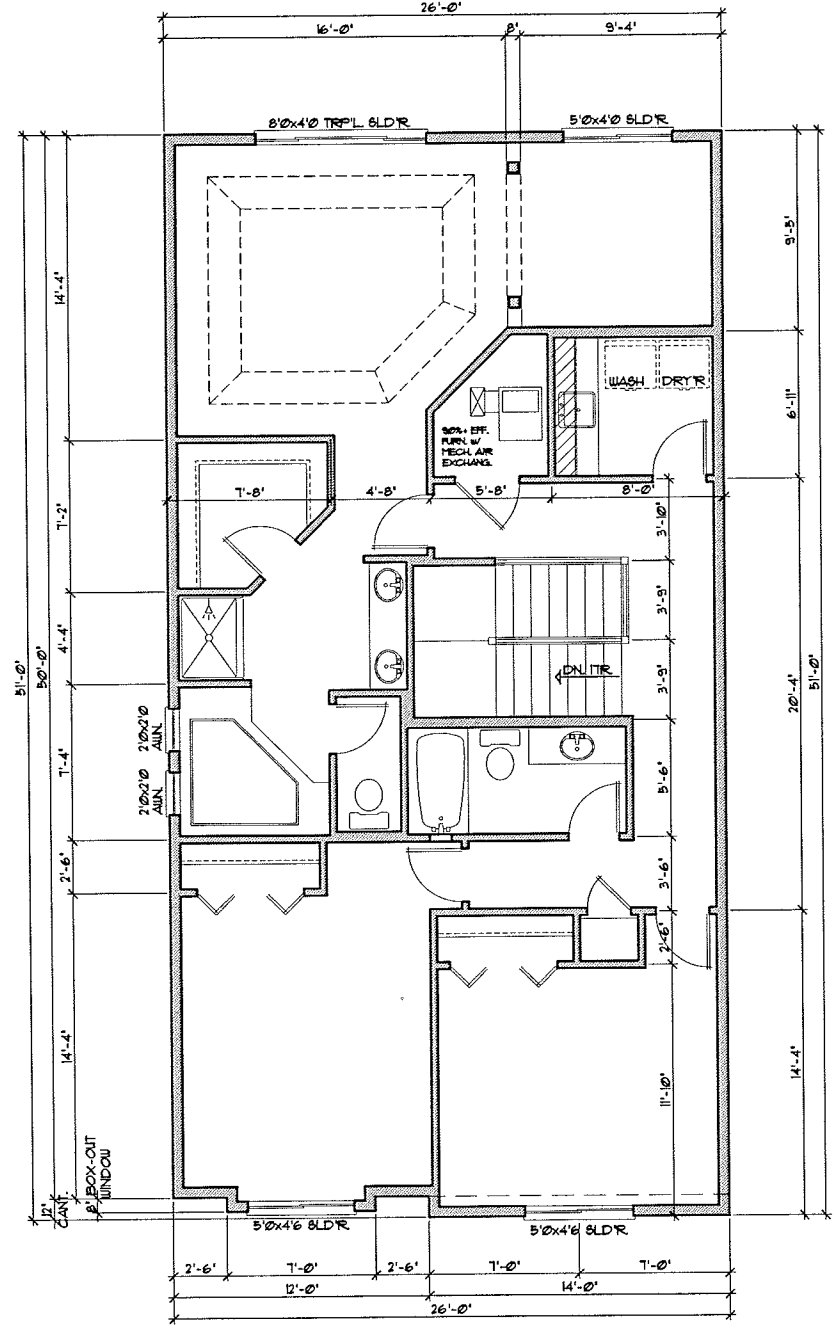 26'-0"
16'-0"
8"
9'-4"
8'0x4'0 TRP'L. SLD'R.
5'0x4'0 SLD'R.
14'-4"
9'-5"
WASH
DRY'R
6'-11"
90%+ EFF.
FURN. W/
MECH. AIR
EXCHANG.
7'-8"
4'-8"
5'-8"
8'-0"
7'-2"
3'-10"
3'-9"
4'-4"
DN. 17R.
3'-9"
51'-0"
50'-0"
20'-4"
51'-0"
2'0x2'0
AWN.
2'0x2'0
AWN.
7'-4"
5'-6"
2'-6"
3'-6"
2'-6"
14'-4"
11'-10"
14'-4"
12"
CANT.
8" BOX-OUT
WINDOW
5'0x4'6 SLD'R.
5'0x4'6 SLD'R.
2'-6"
7'-0"
2'-6"
7'-0"
7'-0"
12'-0"
14'-0"
26'-0"